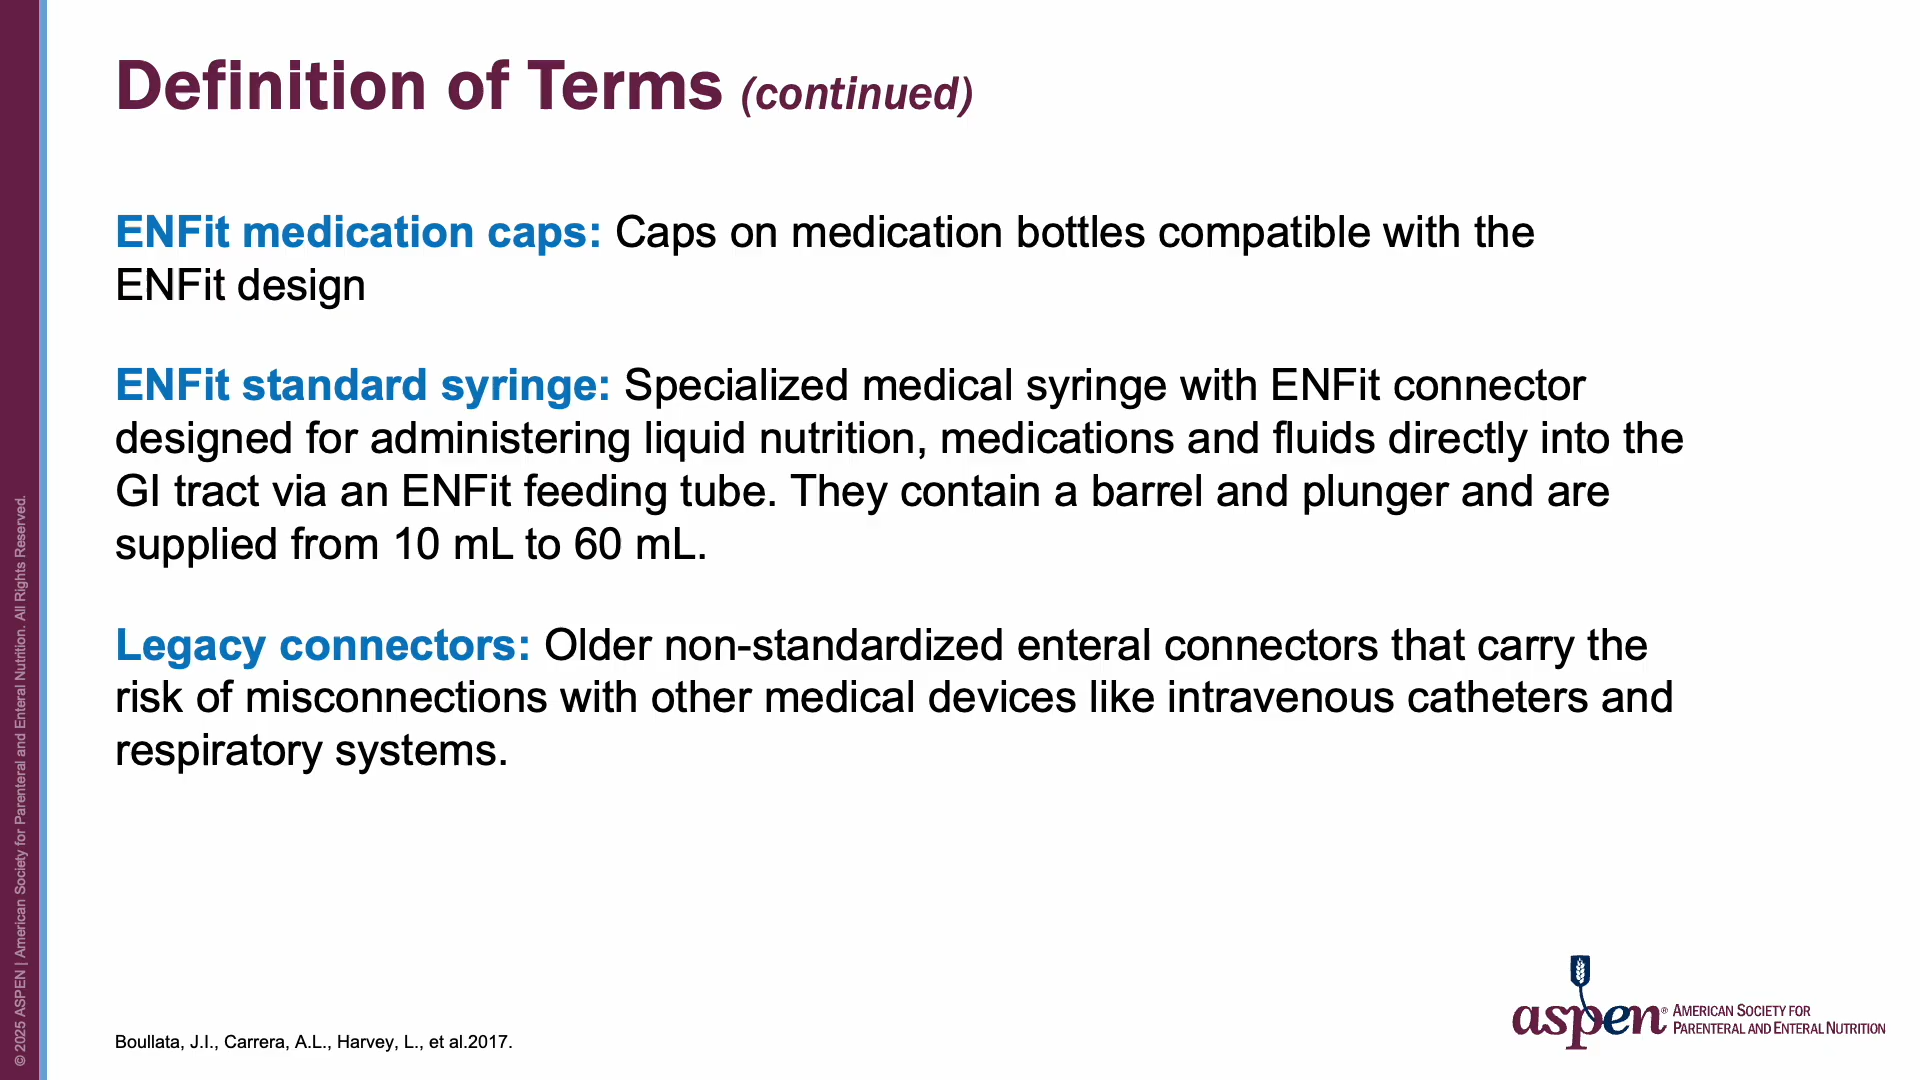 Definition of Terms (continued)
ENFit medication caps: Caps on medication bottles compatible with the
ENFit design
ENFit standard syringe: Specialized medical syringe with ENFit connector
designed for administering liquid nutrition, medications and fluids directly into the
GI tract via an ENFit feeding tube. They contain a barrel and plunger and are
supplied from 10 mL to 60 mL.
Legacy connectors: Older non-standardized enteral connectors that carry the
risk of misconnections with other medical devices like intravenous catheters and
respiratory systems.
Boullata, J.I., Carrera, A.L., Harvey, L., et al.2017.
aspen® AMERICAN SOCIETY FOR
PARENTERAL AND ENTERAL NUTRITION
© 2025 ASPEN | American Society for Parenteral and Enteral Nutrition. All Rights Reserved.